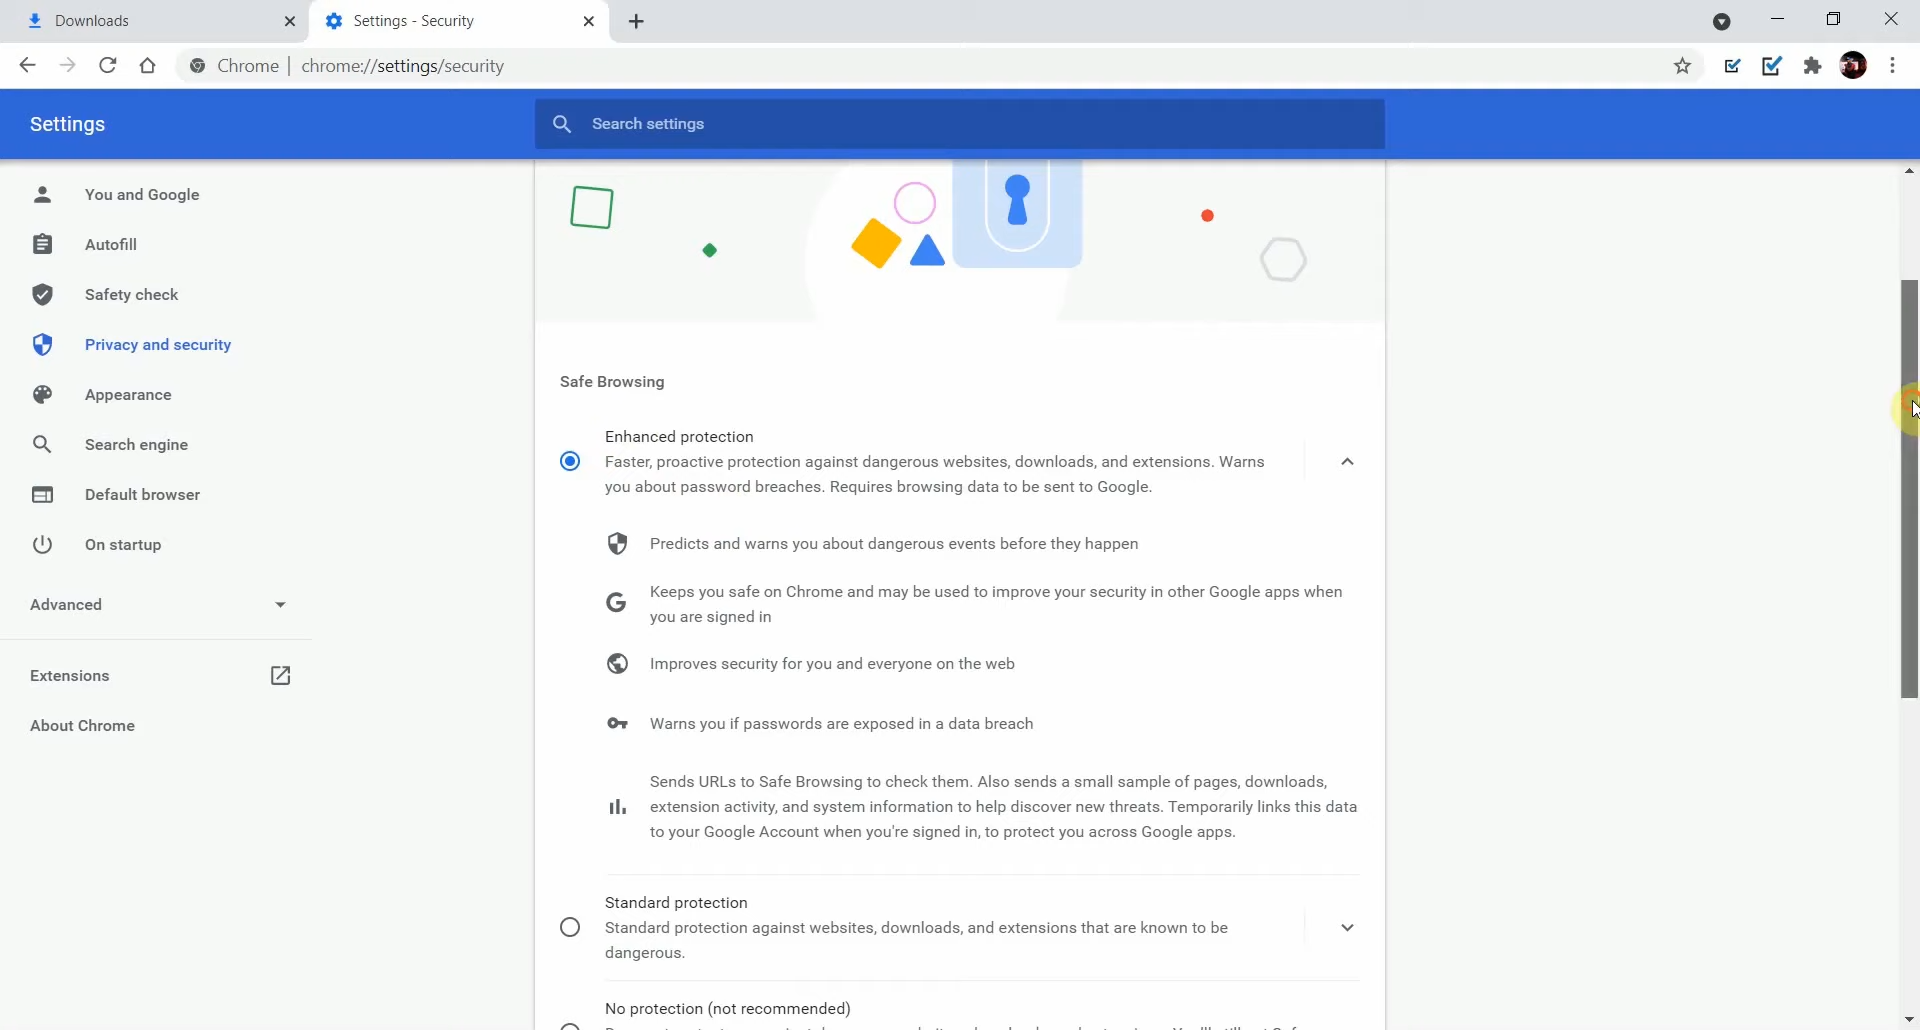 Downloads
Settings - Security
Chrome | chrome://settings/security
Settings
Search settings
You and Google
Autofill
Safety check
Privacy and security
Appearance
Search engine
Default browser
On startup
Advanced
Extensions
About Chrome
Safe Browsing
Enhanced protection
Faster, proactive protection against dangerous websites, downloads, and extensions. Warns
you about password breaches. Requires browsing data to be sent to Google.
Predicts and warns you about dangerous events before they happen
Keeps you safe on Chrome and may be used to improve your security in other Google apps when
you are signed in
Improves security for you and everyone on the web
Warns you if passwords are exposed in a data breach
Sends URLs to Safe Browsing to check them. Also sends a small sample of pages, downloads,
extension activity, and system information to help discover new threats. Temporarily links this data
to your Google Account when you're signed in, to protect you across Google apps.
Standard protection
Standard protection against websites, downloads, and extensions that are known to be
dangerous.
No protection (not recommended)